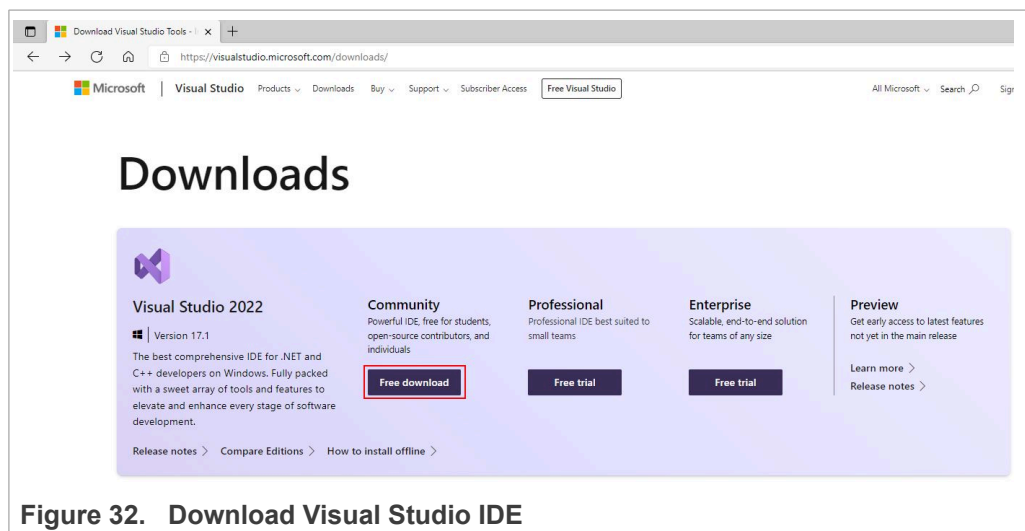 Download Visual Studio Tools - I
https://visualstudio.microsoft.com/downloads/
Microsoft | Visual Studio Products Downloads Buy Support Subscriber Access Free Visual Studio All Microsoft Search Sigr
Downloads
Visual Studio 2022
Version 17.1
The best comprehensive IDE for .NET and
C++ developers on Windows. Fully packed
with a sweet array of tools and features to
elevate and enhance every stage of software
development.
Community
Powerful IDE, free for students,
open-source contributors, and
individuals
Free download
Professional
Professional IDE best suited to
small teams
Free trial
Enterprise
Scalable, end-to-end solution
for teams of any size
Free trial
Preview
Get early access to latest features
not yet in the main release
Learn more >
Release notes >
Release notes > Compare Editions > How to install offline >
Figure 32. Download Visual Studio IDE